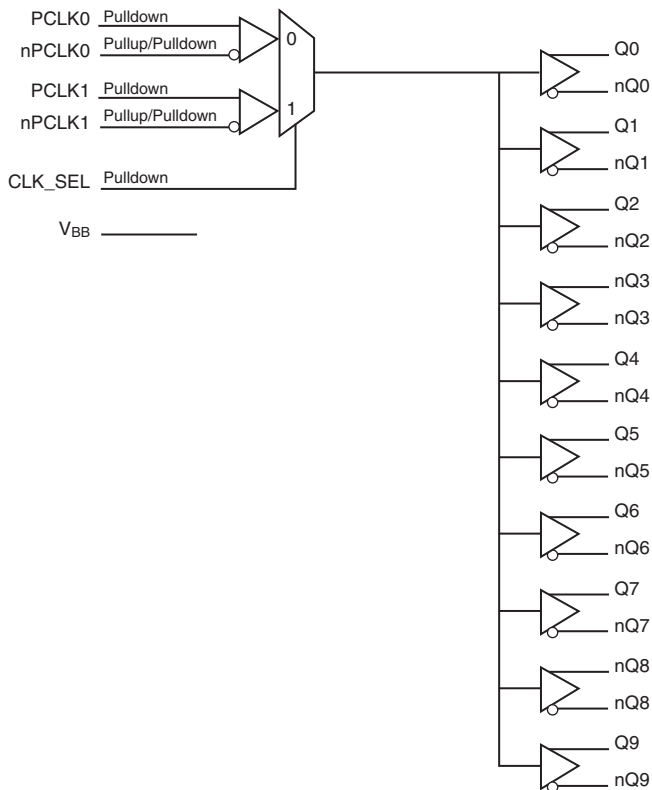 PCLK0 Pulldown
nPCLK0 Pullup/Pulldown
0
PCLK1 Pulldown
nPCLK1 Pullup/Pulldown
1
CLK_SEL Pulldown
VBB
Q0
nQ0
Q1
nQ1
Q2
nQ2
nQ3
nQ3
Q4
nQ4
Q5
nQ5
Q6
nQ6
Q7
nQ7
nQ8
nQ8
Q9
nQ9